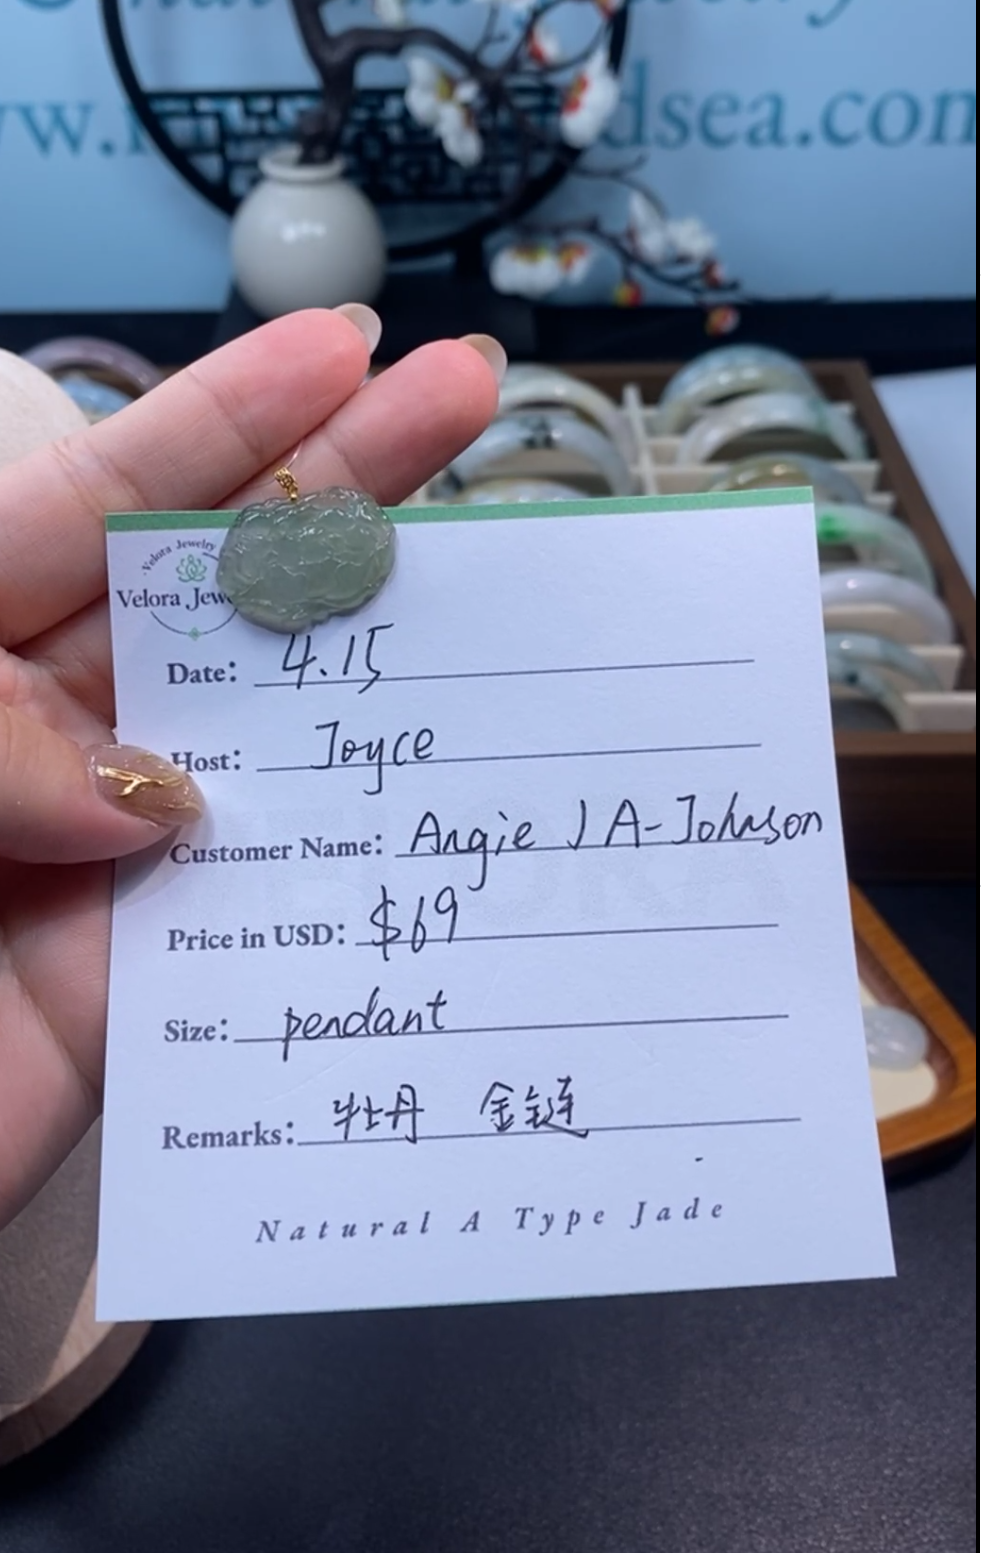 Velora Jewelry
Velora
Date: 4.15
Host: Joyce
Customer Name: Angie J A-Johnson
Price in USD: $69
Size: pendant
Remarks: 牡丹 金链
Natural A Type Jade